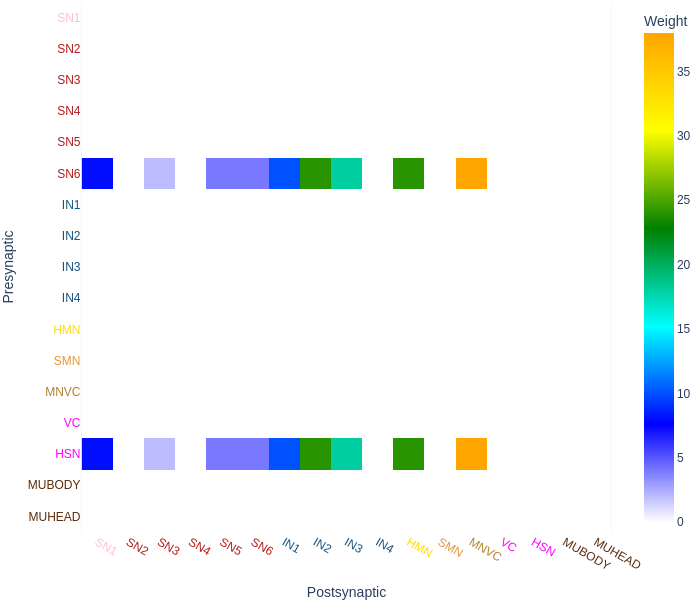 Weight
SN1
SN2
SN3
SN4
SN5
SN6
IN1
IN2
IN3
IN4
HMN
SMN
MNVC
VC
HSN
MUBODY
MUHEAD
Presynaptic
35
30
25
20
15
10
5
0
SN1 SN2 SN3 SN4 SN5 SN6 IN1 IN2 IN3 IN4 HMN SMN MNVC VC HSN MUBODY MUHEAD
Postsynaptic